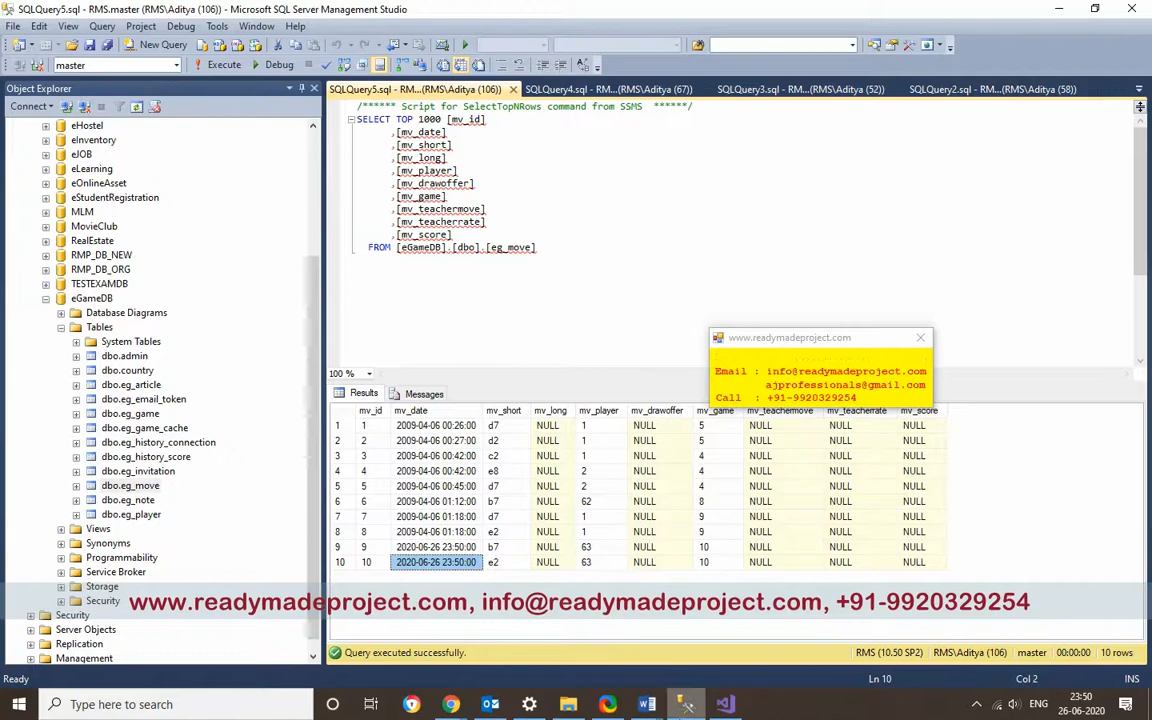 SQLQuery5.sql - RMS.master (RMS\Aditya (106)) - Microsoft SQL Server Management Studio
File Edit View Query Project Debug Tools Window Help
New Query
master Execute Debug
Object Explorer
Connect
eHostel
eInventory
eJOB
eLearning
eOnlineAsset
eStudentRegistration
MLM
MovieClub
RealEstate
RMP_DB_NEW
RMP_DB_ORG
TESTEXAMDB
eGameDB
Database Diagrams
Tables
System Tables
dbo.admin
dbo.country
dbo.eg_article
dbo.eg_email_token
dbo.eg_game
dbo.eg_game_cache
dbo.eg_history_connection
dbo.eg_history_score
dbo.eg_invitation
dbo.eg_move
dbo.eg_note
dbo.eg_player
Views
Synonyms
Programmability
Service Broker
Storage
Security
Security
Server Objects
Replication
Management
SQLQuery5.sql - RM...(RMS\Aditya (106)) SQLQuery4.sql - RM...(RMS\Aditya (67)) SQLQuery3.sql - RM...(RMS\Aditya (52)) SQLQuery2.sql - RM...(RMS\Aditya (58))
/****** Script for SelectTopNRows command from SSMS ******/
SELECT TOP 1000 [mv_id]
,[mv_date]
,[mv_short]
,[mv_long]
,[mv_player]
,[mv_drawoffer]
,[mv_game]
,[mv_teachermove]
,[mv_teacherrate]
,[mv_score]
FROM [eGameDB].[dbo].[eg_move]
www.readymadeproject.com
Email : info@readymadeproject.com
ajprofessionals@gmail.com
Call : +91-9920329254
100 %
Results Messages
mv_id mv_date mv_short mv_long mv_player mv_drawoffer mv_game mv_teachermove mv_teacherrate mv_score
1 1 2009-04-06 00:26:00 d7 NULL 1 NULL 5 NULL NULL NULL
2 2 2009-04-06 00:27:00 d2 NULL 1 NULL 5 NULL NULL NULL
3 3 2009-04-06 00:42:00 c2 NULL 1 NULL 4 NULL NULL NULL
4 4 2009-04-06 00:42:00 e8 NULL 2 NULL 4 NULL NULL NULL
5 5 2009-04-06 00:45:00 d7 NULL 2 NULL 4 NULL NULL NULL
6 6 2009-04-06 01:12:00 b7 NULL 62 NULL 8 NULL NULL NULL
7 7 2009-04-06 01:18:00 d7 NULL 1 NULL 9 NULL NULL NULL
8 8 2009-04-06 01:18:00 e2 NULL 1 NULL 9 NULL NULL NULL
9 9 2020-06-26 23:50:00 b7 NULL 63 NULL 10 NULL NULL NULL
10 10 2020-06-26 23:50:00 e2 NULL 63 NULL 10 NULL NULL NULL
www.readymadeproject.com, info@readymadeproject.com, +91-9920329254
Query executed successfully. RMS (10.50 SP2) RMS\Aditya (106) master 00:00:00 10 rows
Ready Ln 10 Col 2 INS
Type here to search
ENG
23:50
26-06-2020